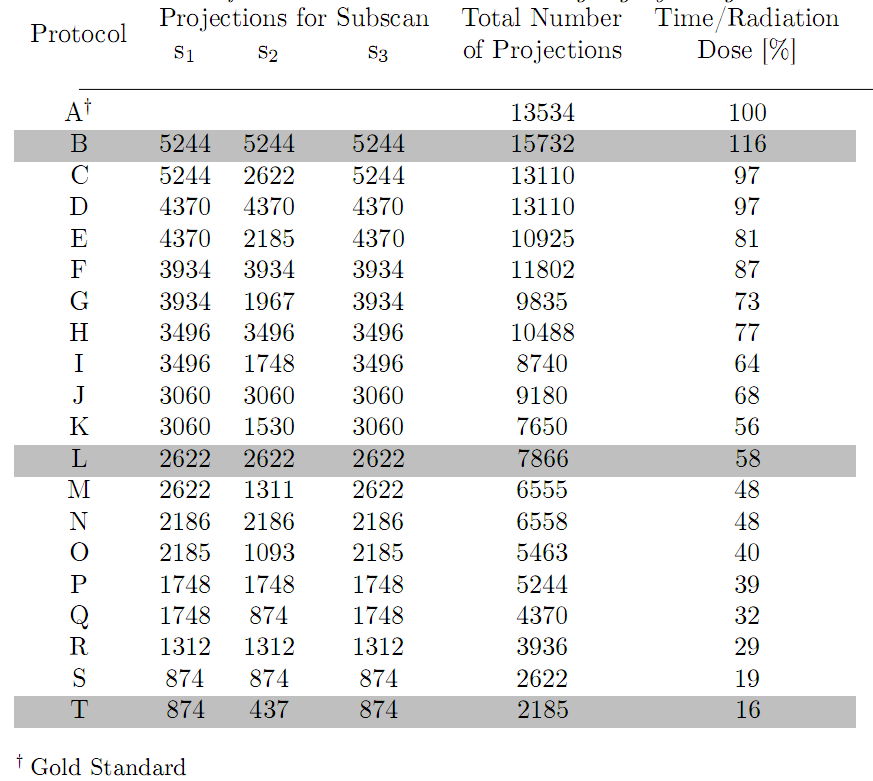 Protocol Projections for Subscan Total Number Time/Radiation
s₁ s₂ s₃ of Projections Dose [%]
A† 13534 100
B 5244 5244 5244 15732 116
C 5244 2622 5244 13110 97
D 4370 4370 4370 13110 97
E 4370 2185 4370 10925 81
F 3934 3934 3934 11802 87
G 3934 1967 3934 9835 73
H 3496 3496 3496 10488 77
I 3496 1748 3496 8740 64
J 3060 3060 3060 9180 68
K 3060 1530 3060 7650 56
L 2622 2622 2622 7866 58
M 2622 1311 2622 6555 48
N 2186 2186 2186 6558 48
O 2185 1093 2185 5463 40
P 1748 1748 1748 5244 39
Q 1748 874 1748 4370 32
R 1312 1312 1312 3936 29
S 874 874 874 2622 19
T 874 437 874 2185 16
† Gold Standard